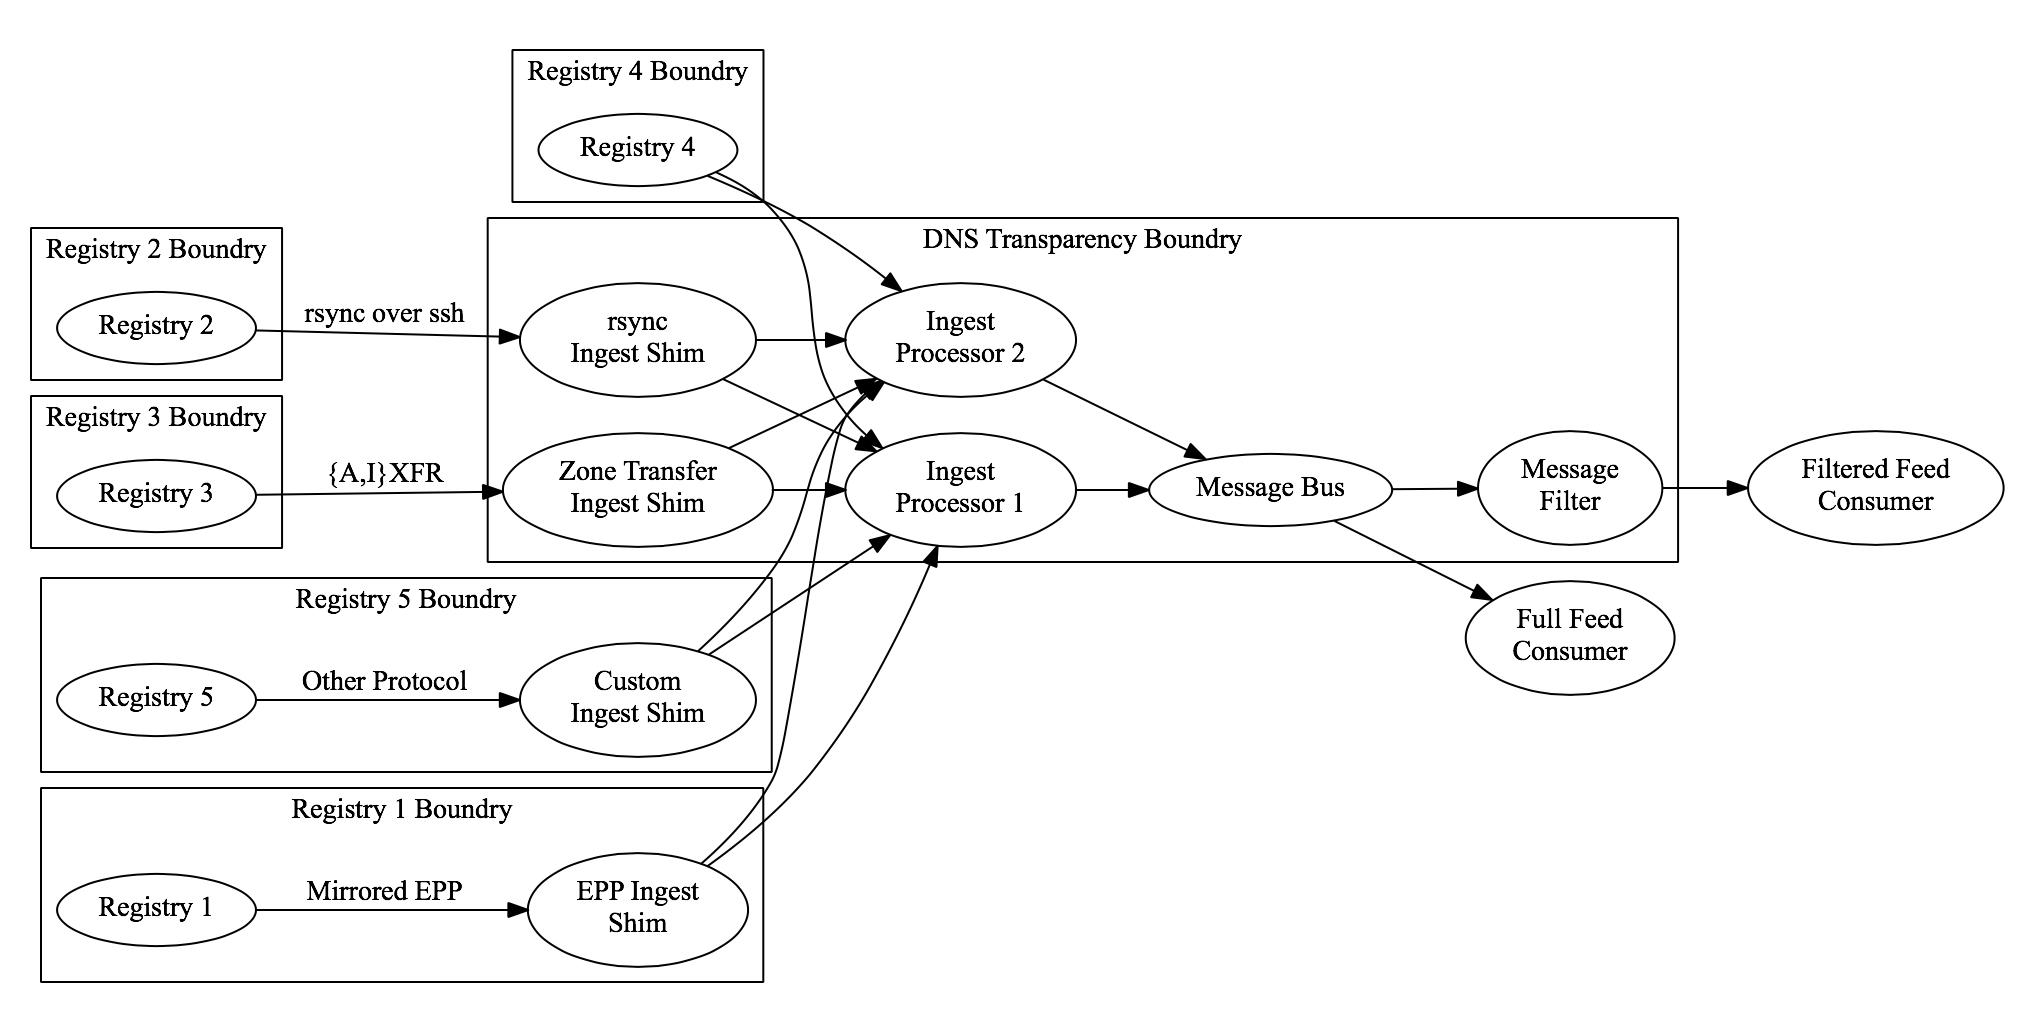 Registry 4 Boundry
Registry 4
Registry 2 Boundry
Registry 2
rsync over ssh
Registry 3 Boundry
Registry 3
{A,I}XFR
DNS Transparency Boundry
rsync
Ingest Shim
Zone Transfer
Ingest Shim
Ingest
Processor 2
Ingest
Processor 1
Message Bus
Message
Filter
Filtered Feed
Consumer
Full Feed
Consumer
Registry 5 Boundry
Registry 5
Other Protocol
Custom
Ingest Shim
Registry 1 Boundry
Registry 1
Mirrored EPP
EPP Ingest
Shim